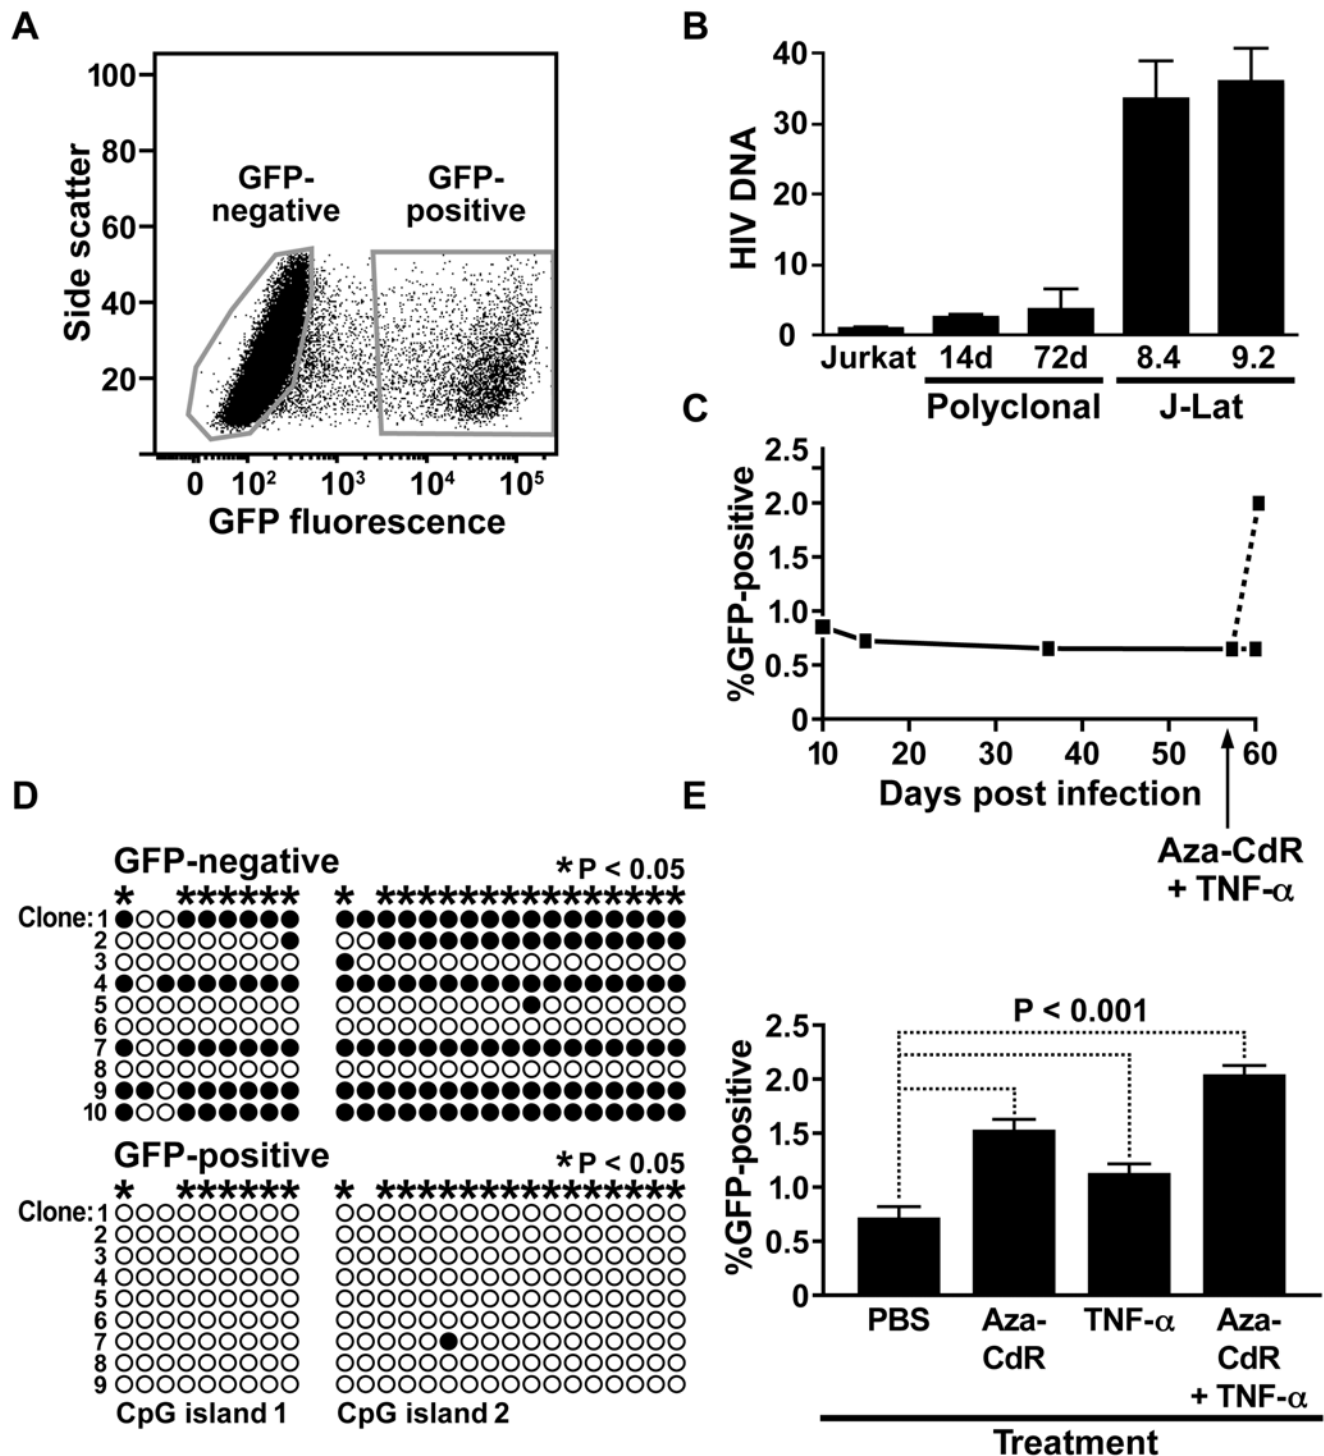 A
100
80
60
40
20
Side scatter
GFP-
negative
GFP-
positive
0 10² 10³ 10⁴ 10⁵
GFP fluorescence
B
40
30
20
10
0
HIV DNA
Jurkat 14d 72d 8.4 9.2
Polyclonal J-Lat
C
2.5
2.0
1.5
1.0
0.5
0
%GFP-positive
10 20 30 40 50 60
Days post infection
Aza-CdR
+ TNF-α
D
GFP-negative
*P < 0.05
* ****** * ***************
Clone: 1
2
3
4
5
6
7
8
9
10
GFP-positive
*P < 0.05
* ****** * ***************
Clone: 1
2
3
4
5
6
7
8
9
CpG island 1 CpG island 2
E
P < 0.001
2.5
2.0
1.5
1.0
0.5
0
%GFP-positive
PBS Aza- TNF-α Aza-
CdR CdR
+ TNF-α
Treatment